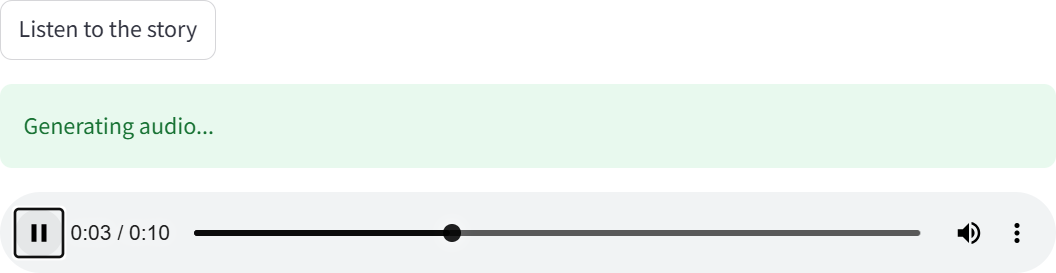 Listen to the story
Generating audio...
0:03 / 0:10